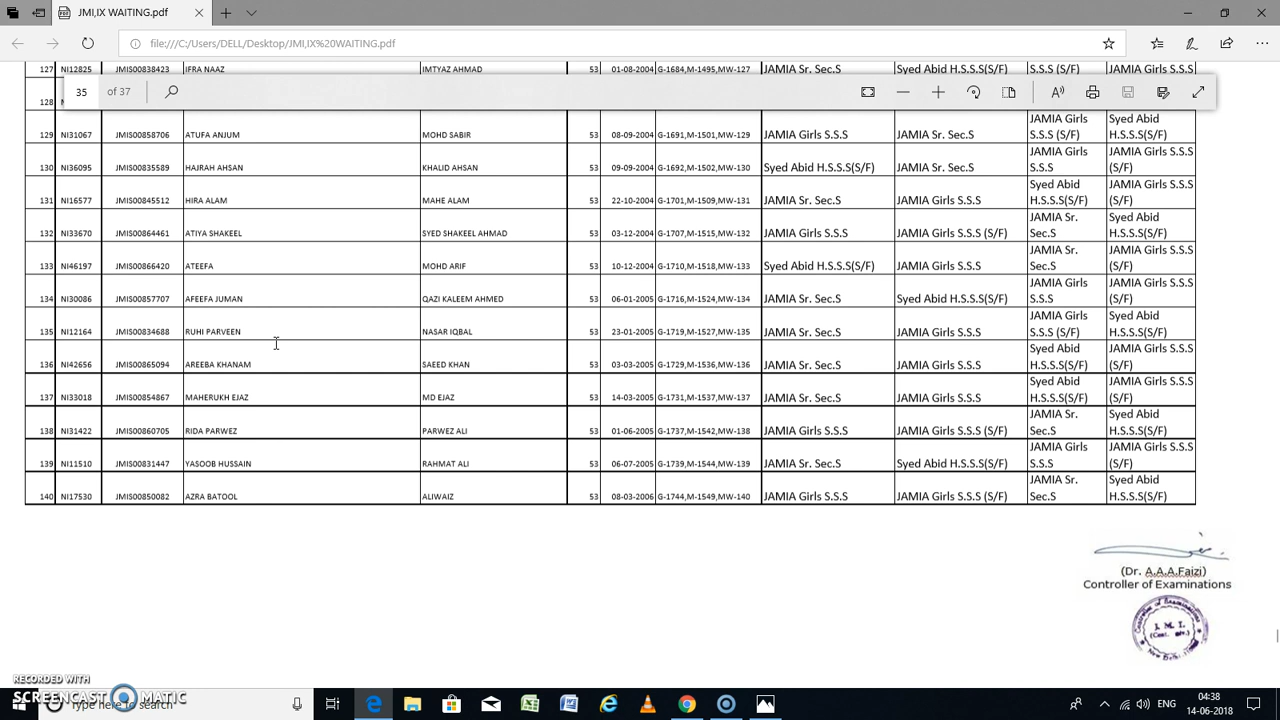 JMI,IX WAITING.pdf
file:///C:/Users/DELL/Desktop/JMI,IX%20WAITING.pdf
127 NI12825 JMIS00838423 IFRA NAAZ IMTYAZ AHMAD 53 01-08-2004 G-1684,M-1495,MW-127 JAMIA Sr. Sec.S Syed Abid H.S.S.S(S/F) S.S.S (S/F) JAMIA Girls S.S.S
35 of 37
128
129 NI31067 JMIS00858706 ATUFA ANJUM MOHD SABIR 53 08-09-2004 G-1691,M-1501,MW-129 JAMIA Girls S.S.S JAMIA Sr. Sec.S JAMIA Girls S.S.S (S/F) Syed Abid H.S.S.S(S/F)
130 NI36095 JMIS00835589 HAJRAH AHSAN KHALID AHSAN 53 09-09-2004 G-1692,M-1502,MW-130 Syed Abid H.S.S.S(S/F) JAMIA Sr. Sec.S JAMIA Girls S.S.S JAMIA Girls S.S.S (S/F)
131 NI16577 JMIS00845512 HIRA ALAM MAHE ALAM 53 22-10-2004 G-1701,M-1509,MW-131 JAMIA Sr. Sec.S JAMIA Girls S.S.S Syed Abid H.S.S.S(S/F) JAMIA Girls S.S.S (S/F)
132 NI33670 JMIS00864461 ATIYA SHAKEEL SYED SHAKEEL AHMAD 53 03-12-2004 G-1707,M-1515,MW-132 JAMIA Girls S.S.S JAMIA Girls S.S.S (S/F) JAMIA Sr. Sec.S Syed Abid H.S.S.S(S/F)
133 NI46197 JMIS00866420 ATEEFA MOHD ARIF 53 10-12-2004 G-1710,M-1518,MW-133 Syed Abid H.S.S.S(S/F) JAMIA Girls S.S.S JAMIA Sr. Sec.S JAMIA Girls S.S.S (S/F)
134 NI30086 JMIS00857707 AFEEFA JUMAN QAZI KALEEM AHMED 53 06-01-2005 G-1716,M-1524,MW-134 JAMIA Sr. Sec.S Syed Abid H.S.S.S(S/F) JAMIA Girls S.S.S JAMIA Girls S.S.S (S/F)
135 NI12164 JMIS00834688 RUHI PARVEEN NASAR IQBAL 53 23-01-2005 G-1719,M-1527,MW-135 JAMIA Sr. Sec.S JAMIA Girls S.S.S JAMIA Girls S.S.S (S/F) Syed Abid H.S.S.S(S/F)
136 NI42656 JMIS00865094 AREEBA KHANAM SAEED KHAN 53 03-03-2005 G-1729,M-1536,MW-136 JAMIA Sr. Sec.S JAMIA Girls S.S.S Syed Abid H.S.S.S(S/F) JAMIA Girls S.S.S (S/F)
137 NI33018 JMIS00854867 MAHERUKH EJAZ MD EJAZ 53 14-03-2005 G-1731,M-1537,MW-137 JAMIA Sr. Sec.S JAMIA Girls S.S.S Syed Abid H.S.S.S(S/F) JAMIA Girls S.S.S (S/F)
138 NI31422 JMIS00860705 RIDA PARWEZ PARWEZ ALI 53 01-06-2005 G-1737,M-1542,MW-138 JAMIA Girls S.S.S JAMIA Girls S.S.S (S/F) JAMIA Sr. Sec.S Syed Abid H.S.S.S(S/F)
139 NI11510 JMIS00831447 YASOOB HUSSAIN RAHMAT ALI 53 06-07-2005 G-1739,M-1544,MW-139 JAMIA Sr. Sec.S Syed Abid H.S.S.S(S/F) JAMIA Girls S.S.S JAMIA Girls S.S.S (S/F)
140 NI17530 JMIS00850082 AZRA BATOOL ALIWAIZ 53 08-03-2006 G-1744,M-1549,MW-140 JAMIA Girls S.S.S JAMIA Girls S.S.S (S/F) JAMIA Sr. Sec.S Syed Abid H.S.S.S(S/F)
(Dr. A.A.A.Faizi)
Controller of Examinations
J. M. I.
New Delhi
RECORDED WITH
SCREENCAST MATIC
Type here to search
ENG
04:38
14-06-2018